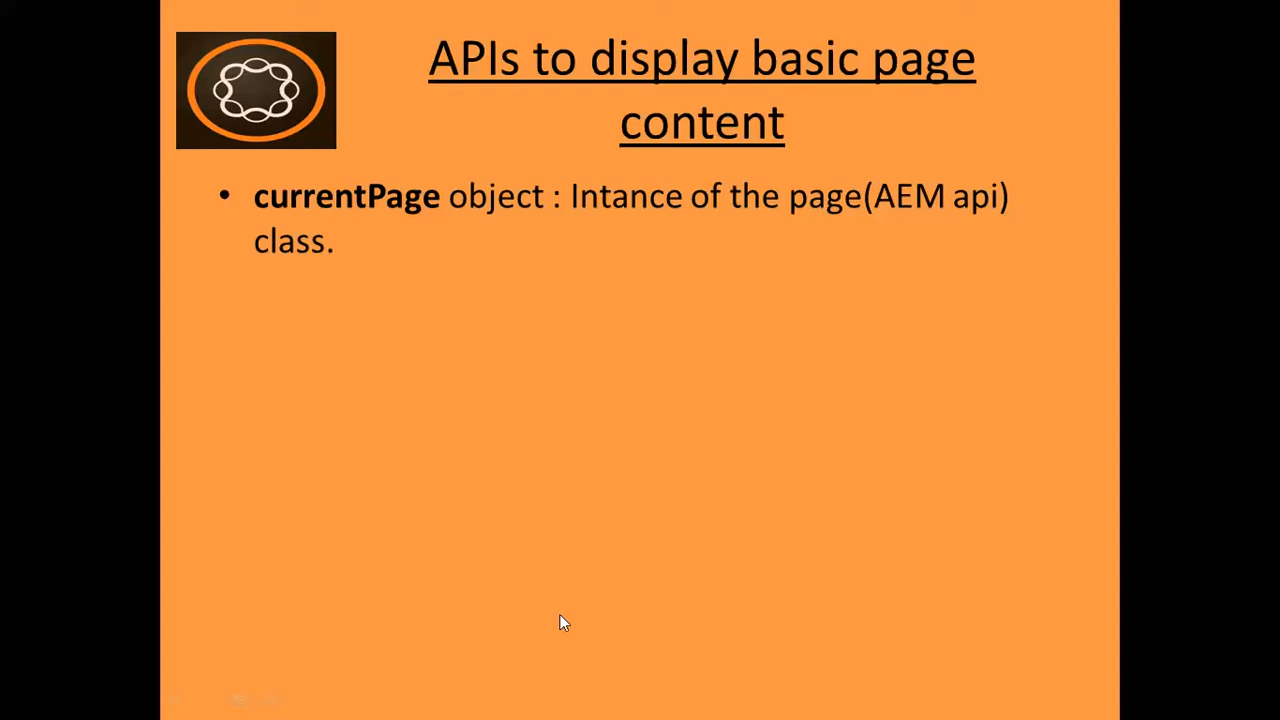 APIs to display basic page
content
• currentPage object : Intance of the page(AEM api)
class.